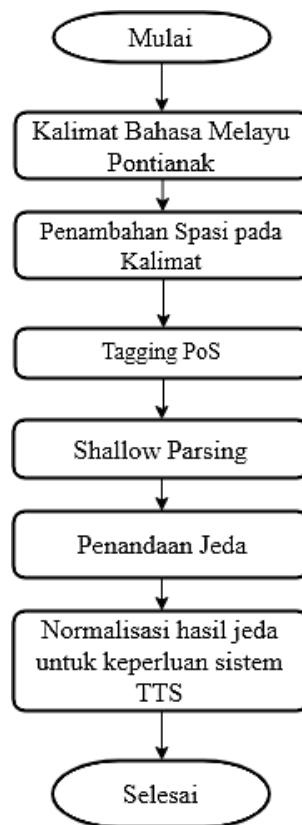 Mulai
Kalimat Bahasa Melayu
Pontianak
Penambahan Spasi pada
Kalimat
Tagging PoS
Shallow Parsing
Penandaan Jeda
Normalisasi hasil jeda
untuk keperluan sistem
TTS
Selesai